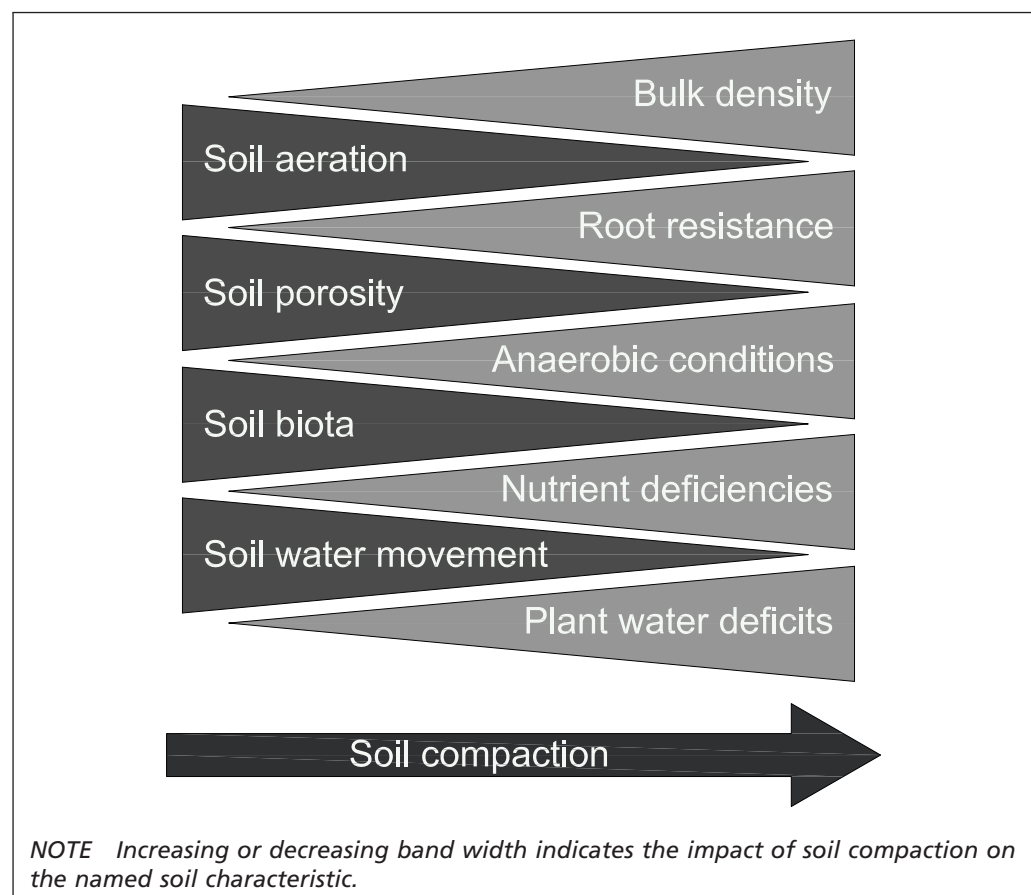 Bulk density
Soil aeration
Root resistance
Soil porosity
Anaerobic conditions
Soil biota
Nutrient deficiencies
Soil water movement
Plant water deficits
Soil compaction
NOTE Increasing or decreasing band width indicates the impact of soil compaction on
the named soil characteristic.